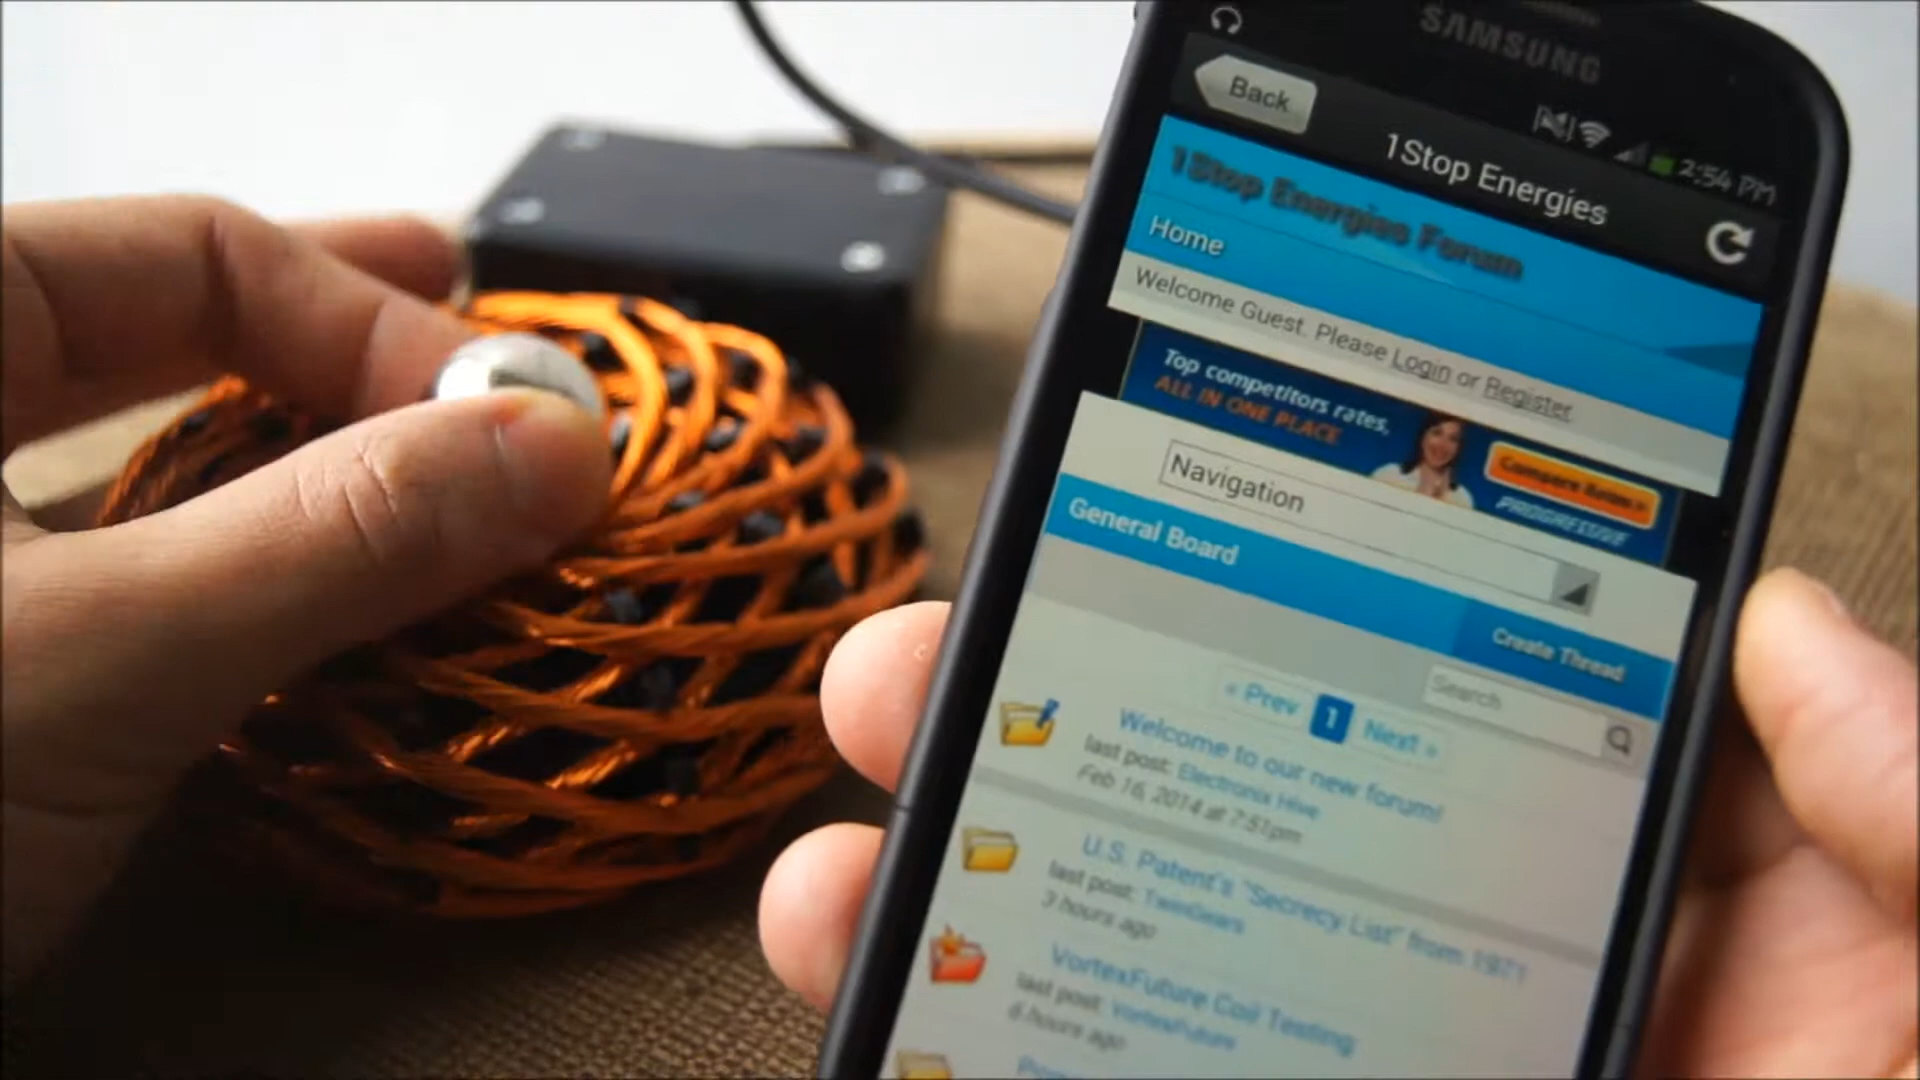 SAMSUNG
2:54 PM
Back
1Stop Energies
1Stop Energies Forum
Home
Welcome Guest. Please Login or Register
Top competitors rates,
ALL IN ONE PLACE
Compare Rates >
PROGRESSIVE
Navigation
General Board
Create Thread
Search
« Prev 1 Next »
Welcome to our new forum!
last post: Electronix Hive
Feb 16, 2014 at 7:51pm
U.S. Patent's "Secrecy List" from 1971
last post: TwinGears
3 hours ago
VortexFuture Coil Testing
last post: VortexFuture
6 hours ago